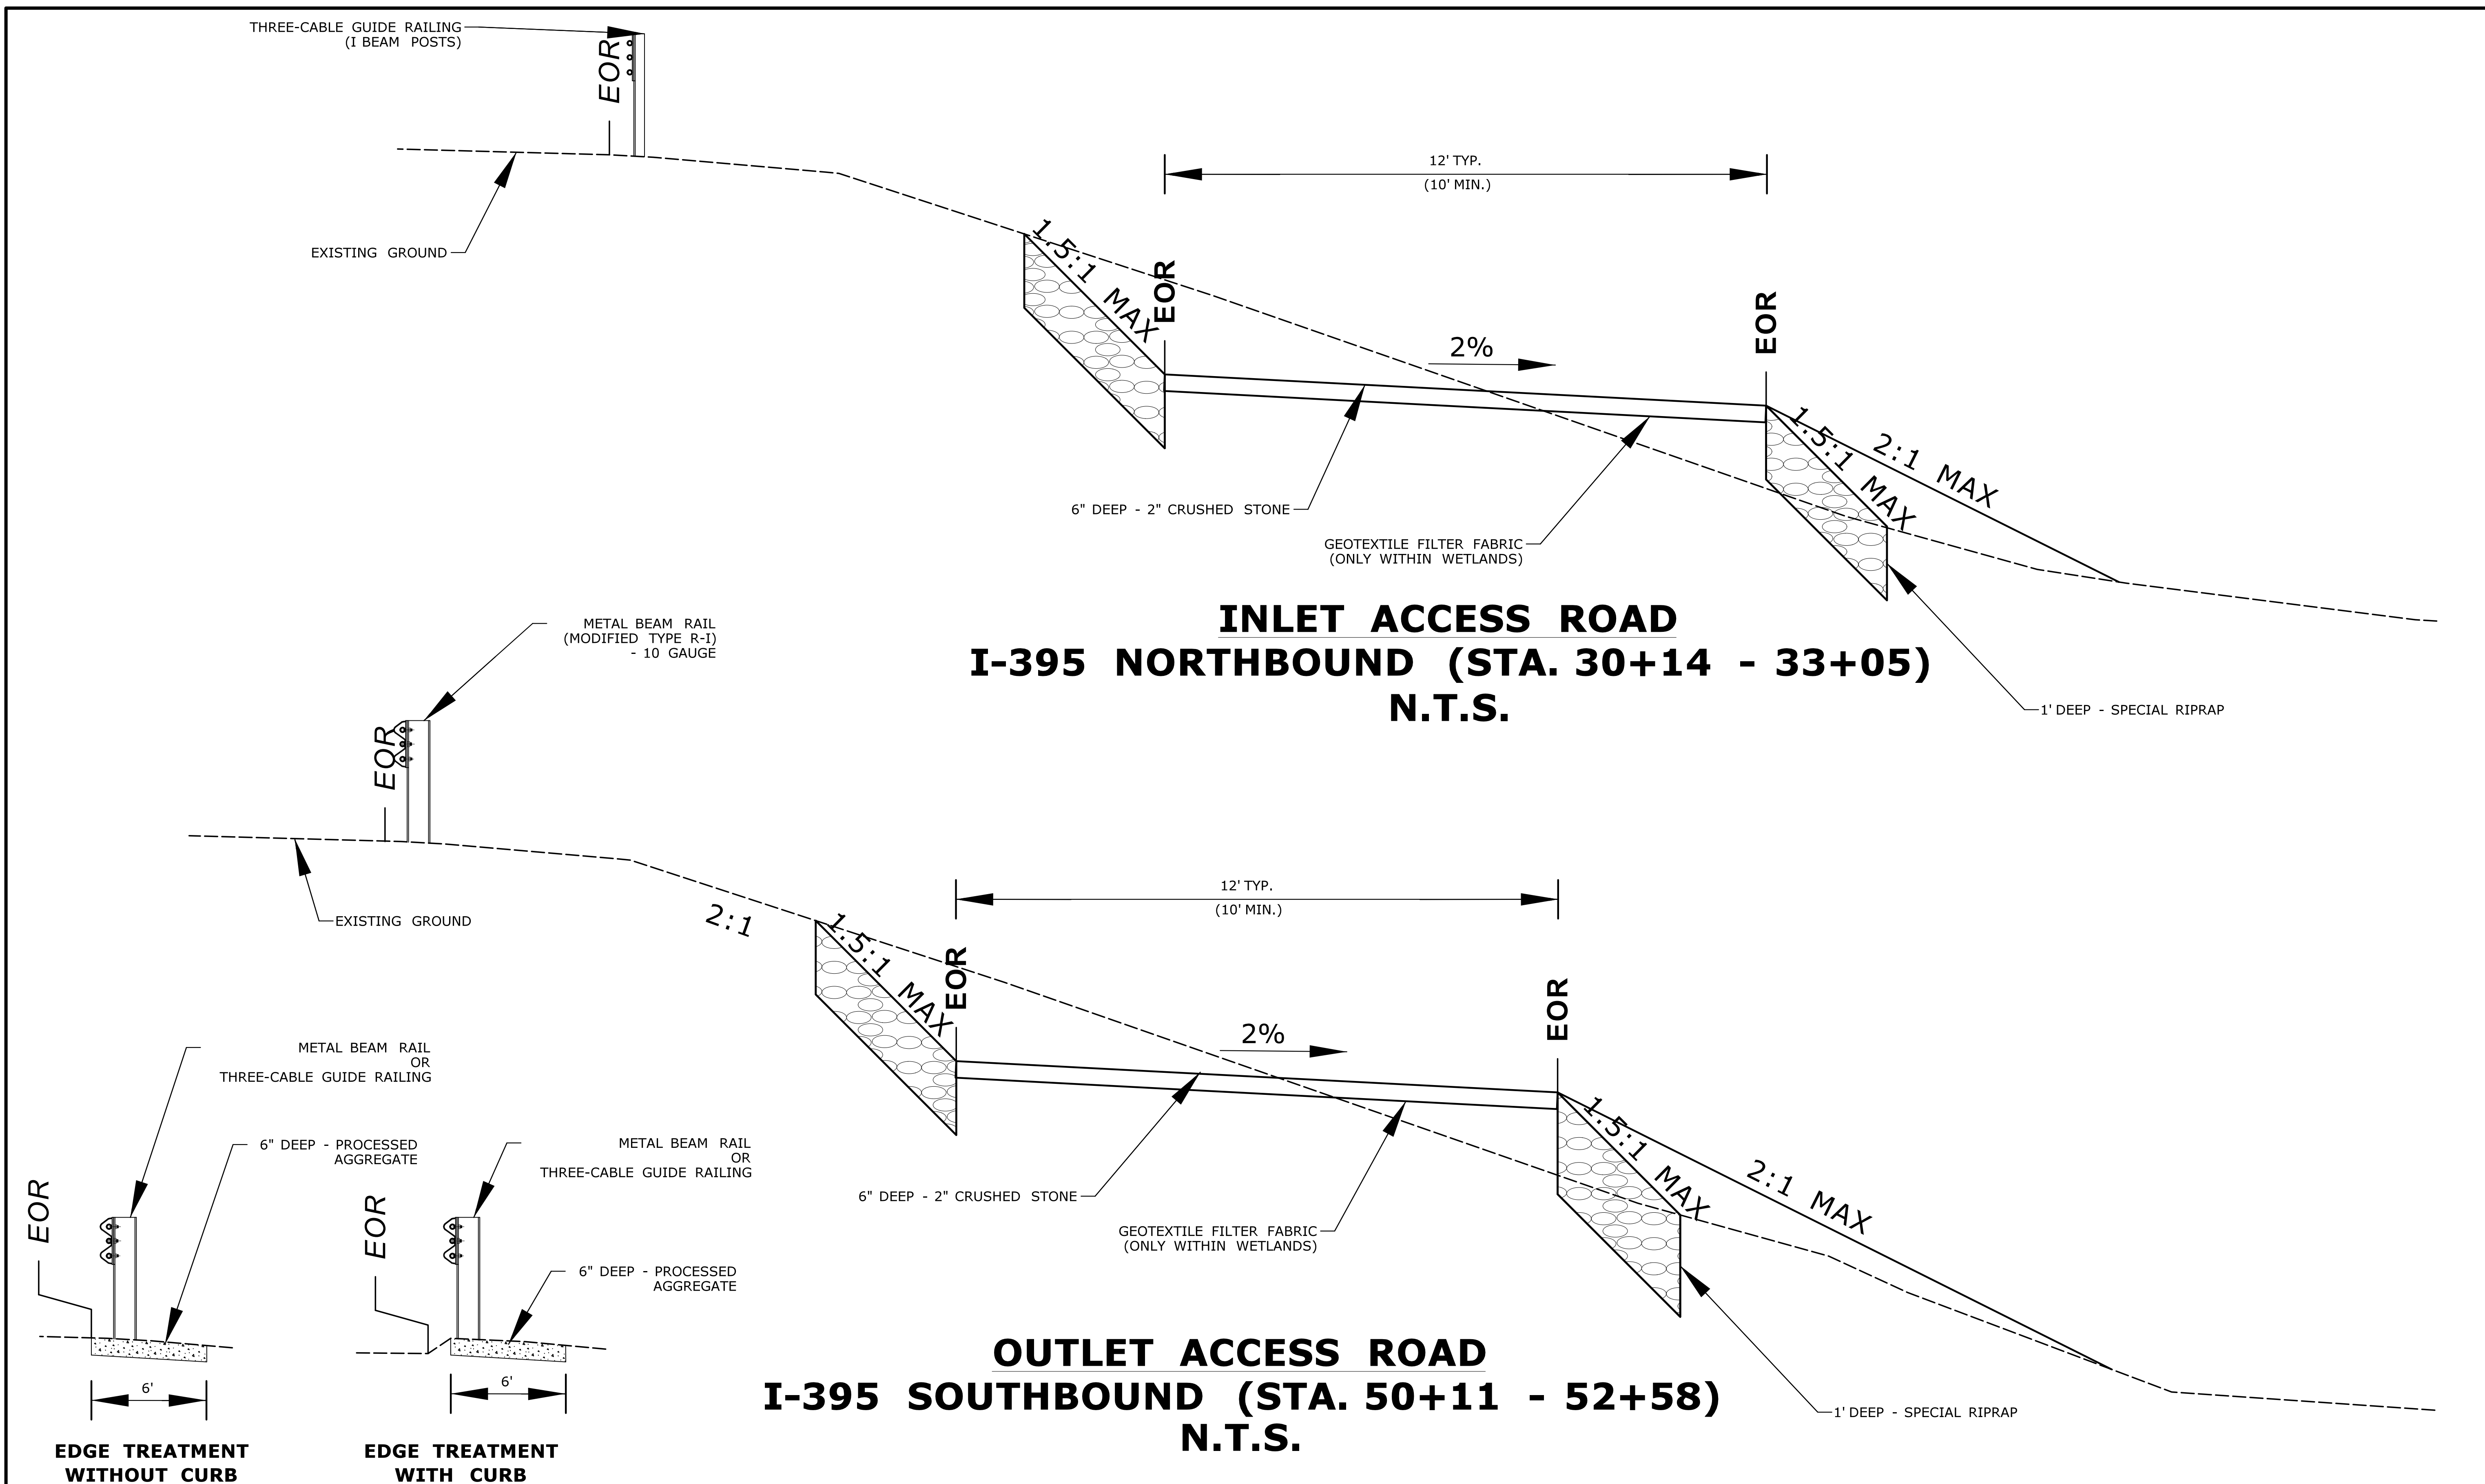 THREE-CABLE GUIDE RAILING
(I BEAM POSTS)
EOR
EXISTING GROUND
12' TYP.
(10' MIN.)
1.5:1 MAX
EOR
2%
EOR
1.5:1 MAX
2:1 MAX
6" DEEP - 2" CRUSHED STONE
GEOTEXTILE FILTER FABRIC
(ONLY WITHIN WETLANDS)
1' DEEP - SPECIAL RIPRAP
INLET ACCESS ROAD
I-395 NORTHBOUND (STA. 30+14 - 33+05)
N.T.S.
METAL BEAM RAIL
(MODIFIED TYPE R-I)
- 10 GAUGE
EOR
EXISTING GROUND
2:1
12' TYP.
(10' MIN.)
1.5:1 MAX
EOR
2%
EOR
1.5:1 MAX
2:1 MAX
6" DEEP - 2" CRUSHED STONE
GEOTEXTILE FILTER FABRIC
(ONLY WITHIN WETLANDS)
1' DEEP - SPECIAL RIPRAP
OUTLET ACCESS ROAD
I-395 SOUTHBOUND (STA. 50+11 - 52+58)
N.T.S.
METAL BEAM RAIL
OR
THREE-CABLE GUIDE RAILING
6" DEEP - PROCESSED
AGGREGATE
EOR
6'
EDGE TREATMENT
WITHOUT CURB
METAL BEAM RAIL
OR
THREE-CABLE GUIDE RAILING
6" DEEP - PROCESSED
AGGREGATE
EOR
6'
EDGE TREATMENT
WITH CURB